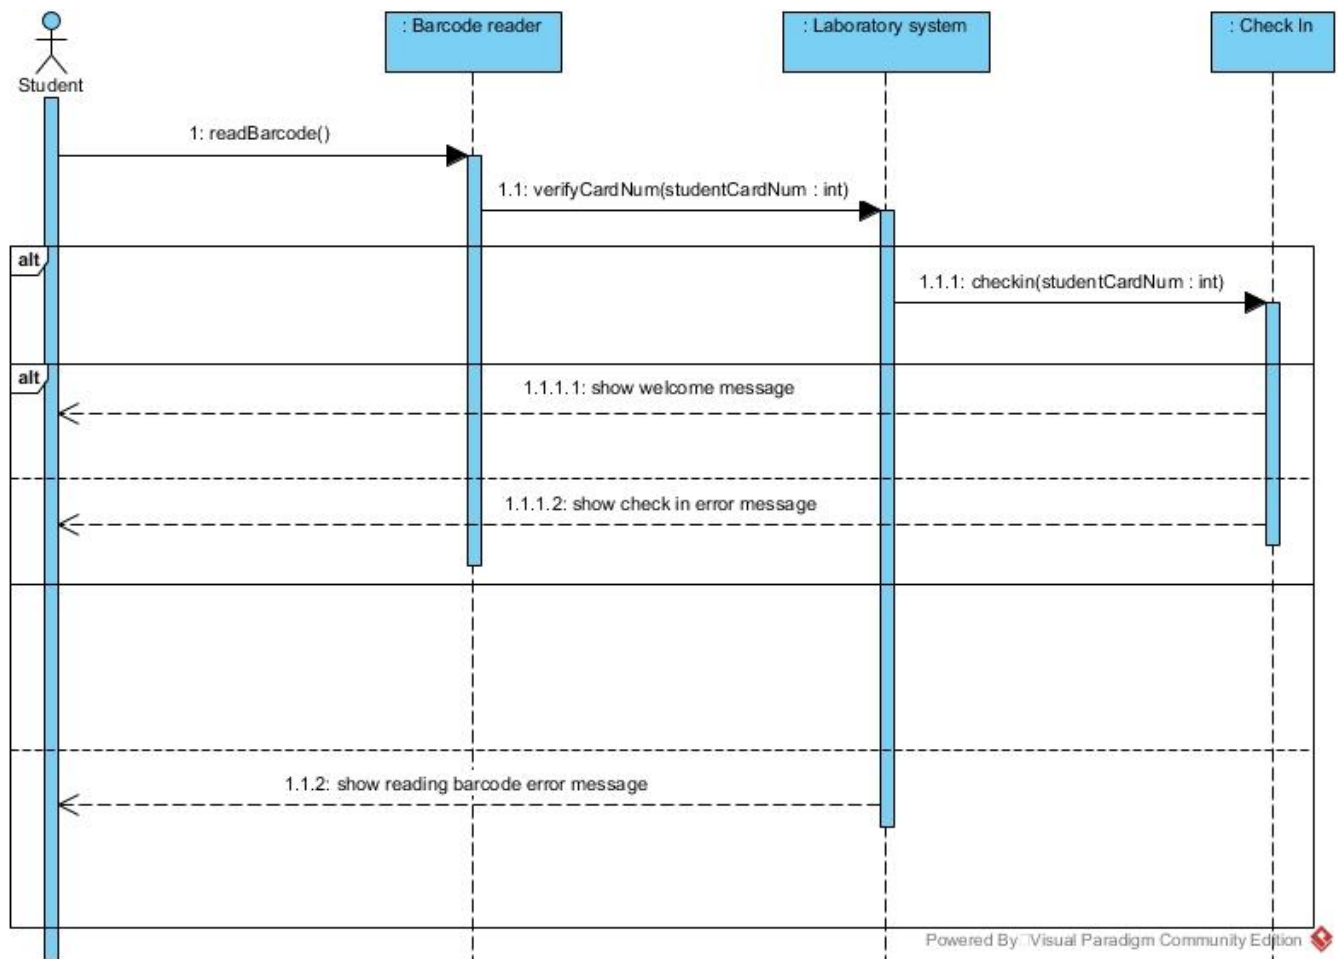 Student
: Barcode reader
: Laboratory system
: Check In
1: readBarcode()
1.1: verifyCardNum(studentCardNum : int)
alt
1.1.1: checkin(studentCardNum : int)
alt
1.1.1.1: show welcome message
1.1.1.2: show check in error message
1.1.2: show reading barcode error message
Powered By Visual Paradigm Community Edition